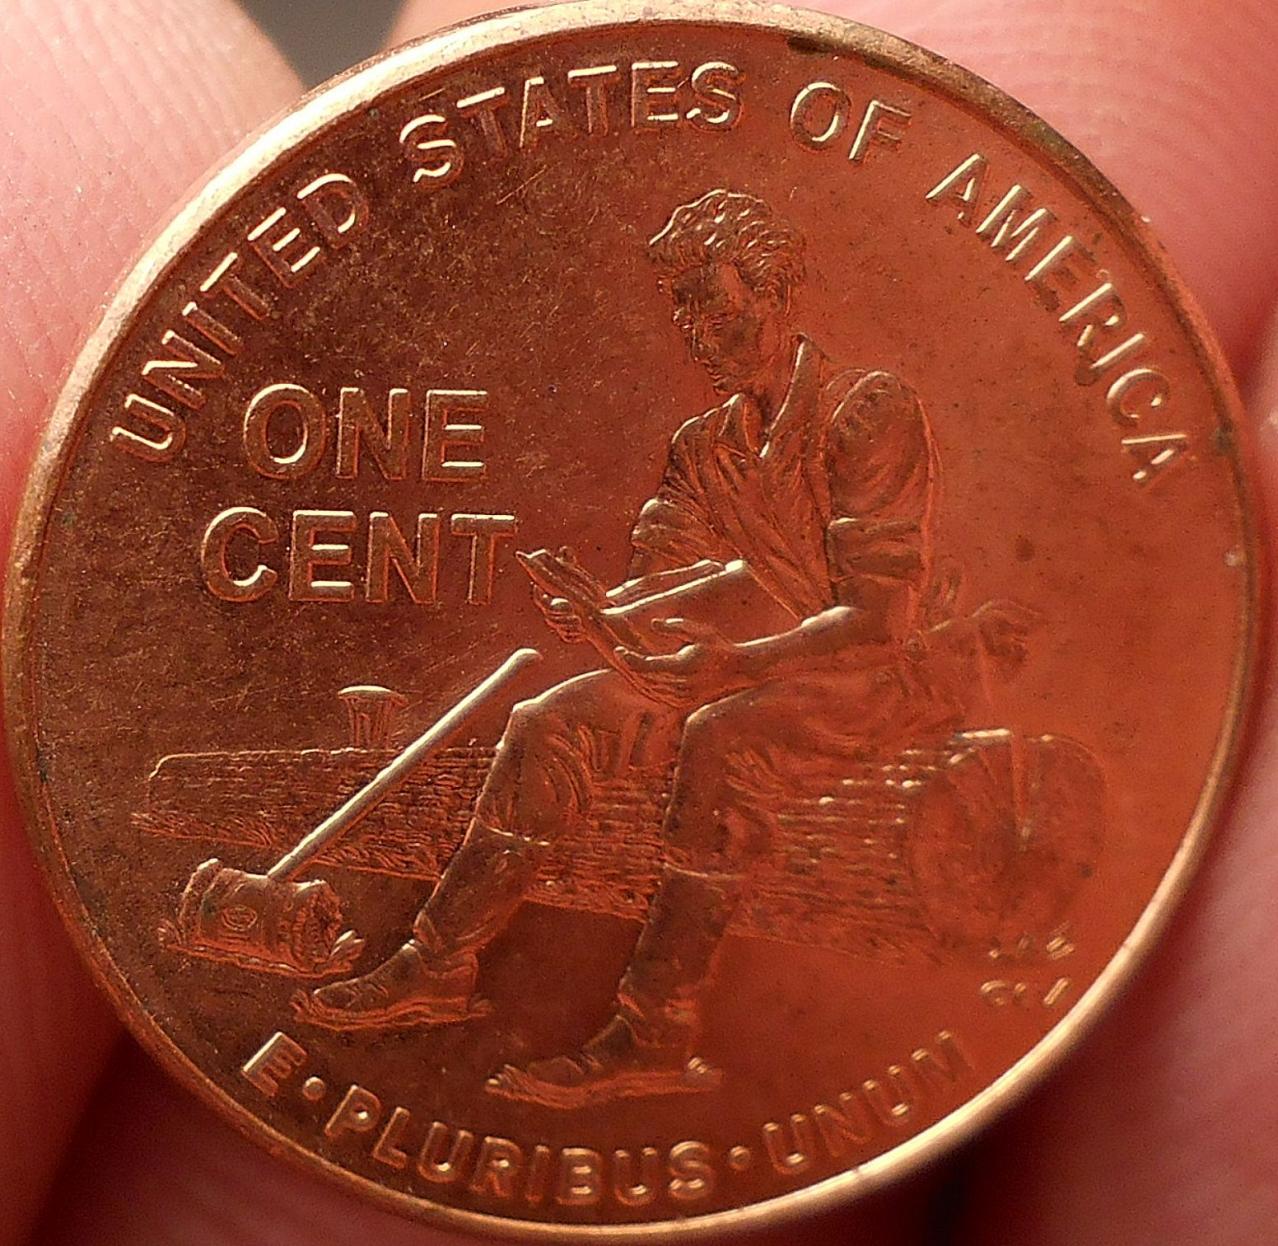 UNITED STATES OF AMERICA
ONE
CENT
E•PLURIBUS•UNUM